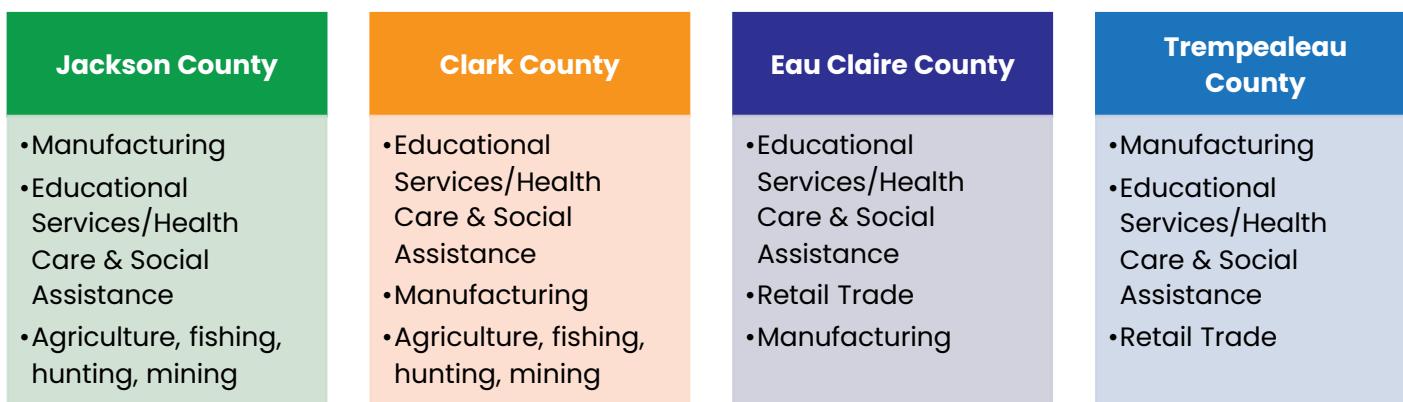 Jackson County
•Manufacturing
•Educational
Services/Health
Care & Social
Assistance
•Agriculture, fishing,
hunting, mining
Clark County
•Educational
Services/Health
Care & Social
Assistance
•Manufacturing
•Agriculture, fishing,
hunting, mining
Eau Claire County
•Educational
Services/Health
Care & Social
Assistance
•Retail Trade
•Manufacturing
Trempealeau
County
•Manufacturing
•Educational
Services/Health
Care & Social
Assistance
•Retail Trade